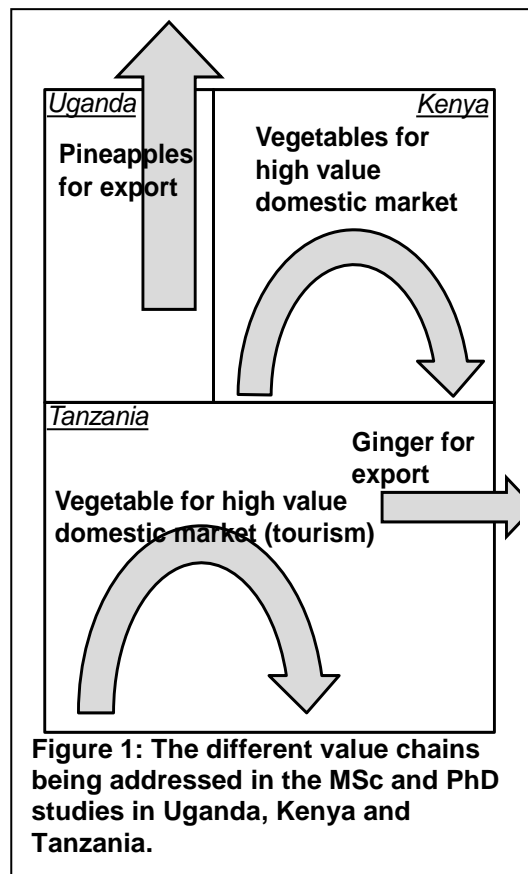 Uganda
Pineapples
for export
Kenya
Vegetables for
high value
domestic market
Tanzania
Ginger for
export
Vegetable for high value
domestic market (tourism)
Figure 1: The different value chains
being addressed in the MSc and PhD
studies in Uganda, Kenya and
Tanzania.